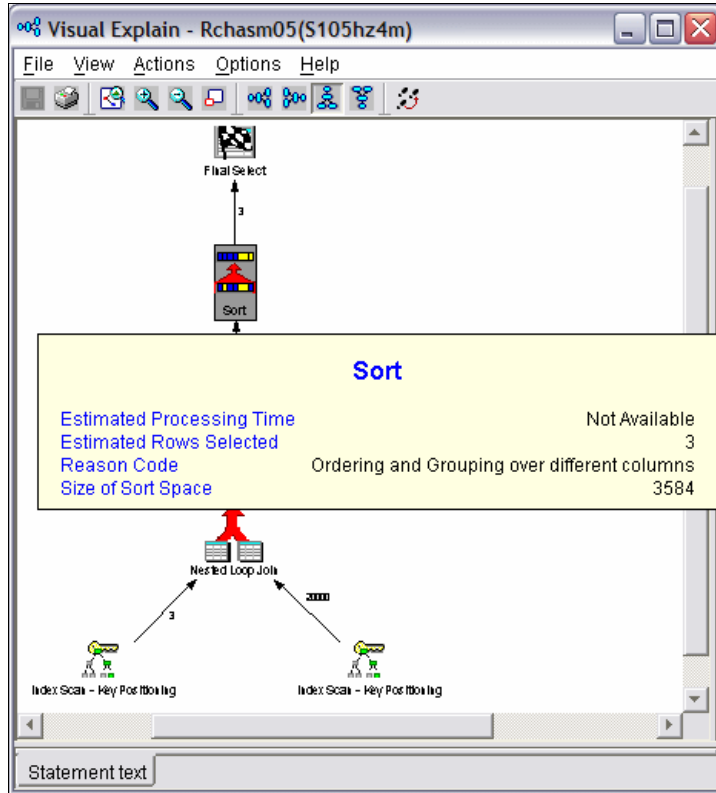 Visual Explain - Rchasm05(S105hz4m)
File View Actions Options Help
Final Select
3
Sort
Sort
Estimated Processing Time Not Available
Estimated Rows Selected 3
Reason Code Ordering and Grouping over different columns
Size of Sort Space 3584
Nested Loop Join
3
Index Scan - Key Positioning Index Scan - Key Positioning
Statement text